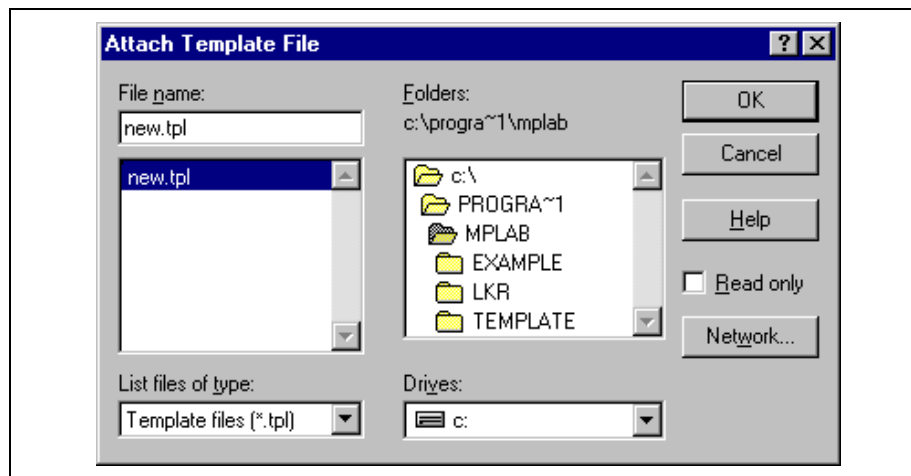 Attach Template File
File name:
new.tpl
new.tpl
List files of type:
Template files (*.tpl)
Folders:
c:\progra~1\mplab
c:\
PROGRA~1
MPLAB
EXAMPLE
LKR
TEMPLATE
Drives:
c:
OK
Cancel
Help
Read only
Network...